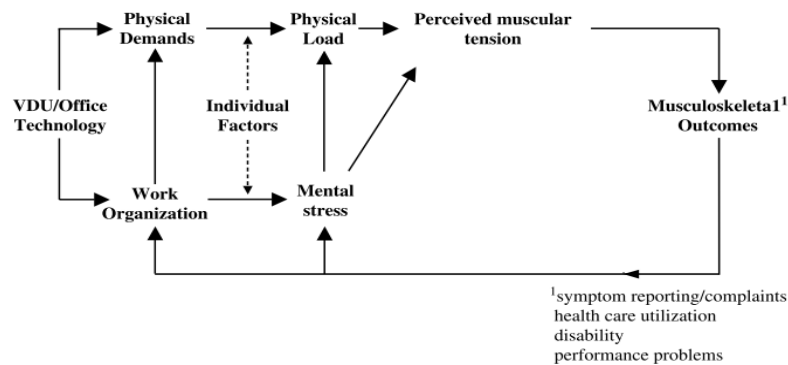 Physical
Demands
Physical
Load
Perceived muscular
tension
VDU/Office
Technology
Individual
Factors
Musculoskeleta1¹
Outcomes
Work
Organization
Mental
stress
¹symptom reporting/complaints
health care utilization
disability
performance problems